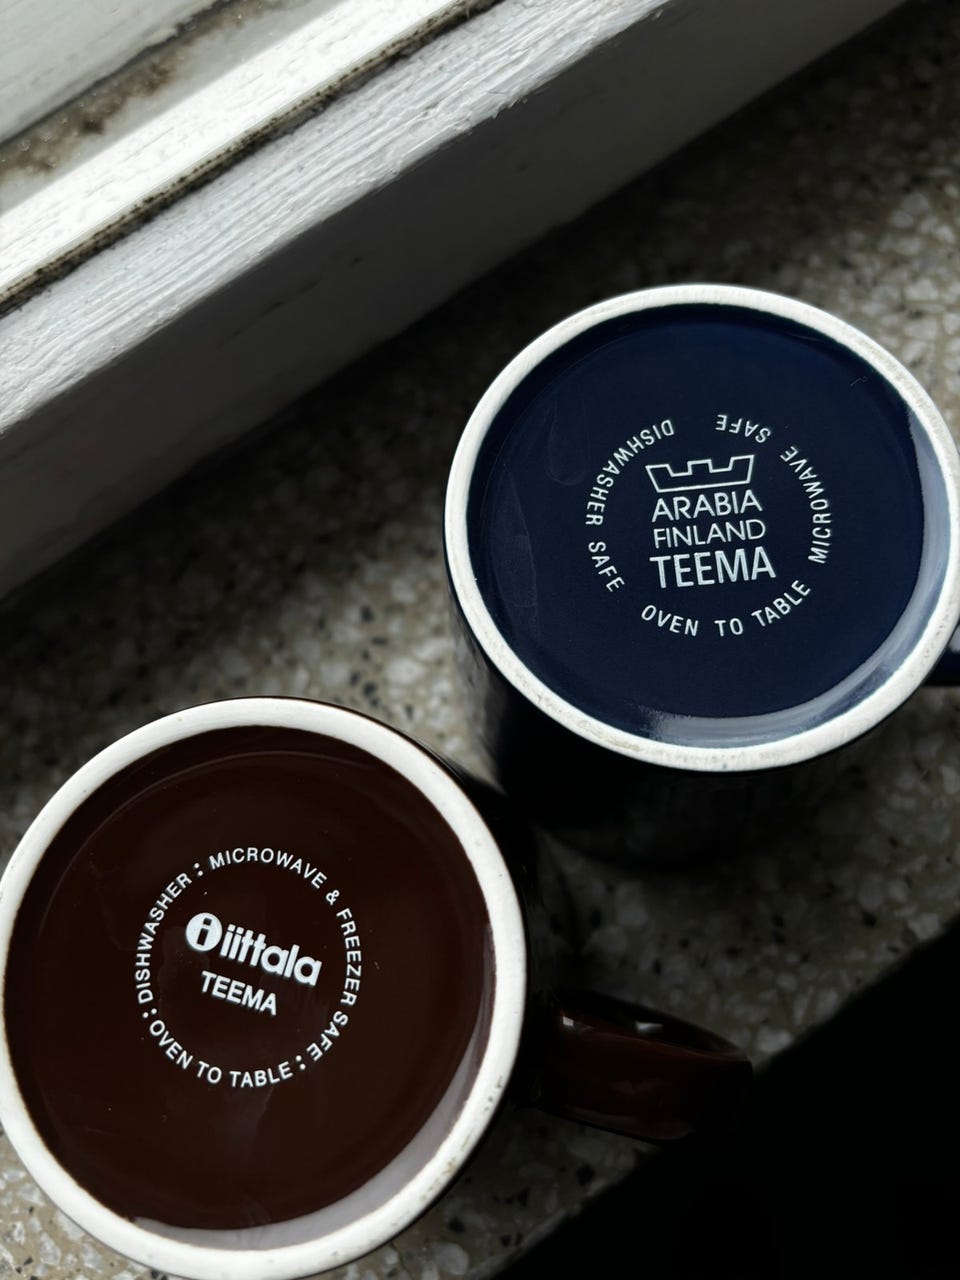 DISHWASHER SAFE OVEN TO TABLE MICROWAVE SAFE
ARABIA
FINLAND
TEEMA
DISHWASHER : MICROWAVE & FREEZER SAFE : OVEN TO TABLE :
iittala
TEEMA